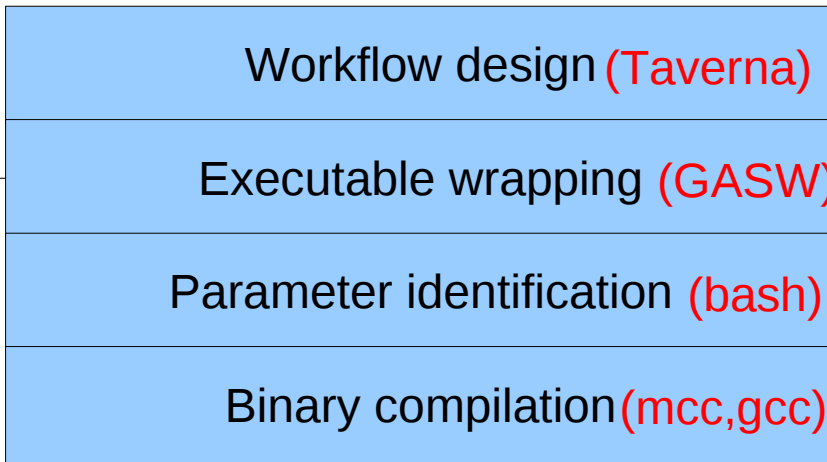 Workflow design (Taverna)
Executable wrapping (GASW)
Parameter identification (bash)
Binary compilation (mcc,gcc)